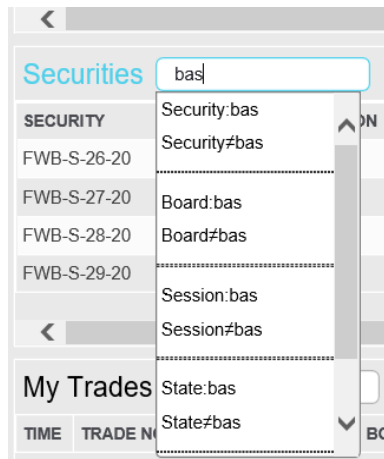 Securities bas
SECURITY
FWB-S-26-20
FWB-S-27-20
FWB-S-28-20
FWB-S-29-20
Security:bas
Security≠bas
Board:bas
Board≠bas
Session:bas
Session≠bas
State:bas
State≠bas
My Trades
TIME TRADE